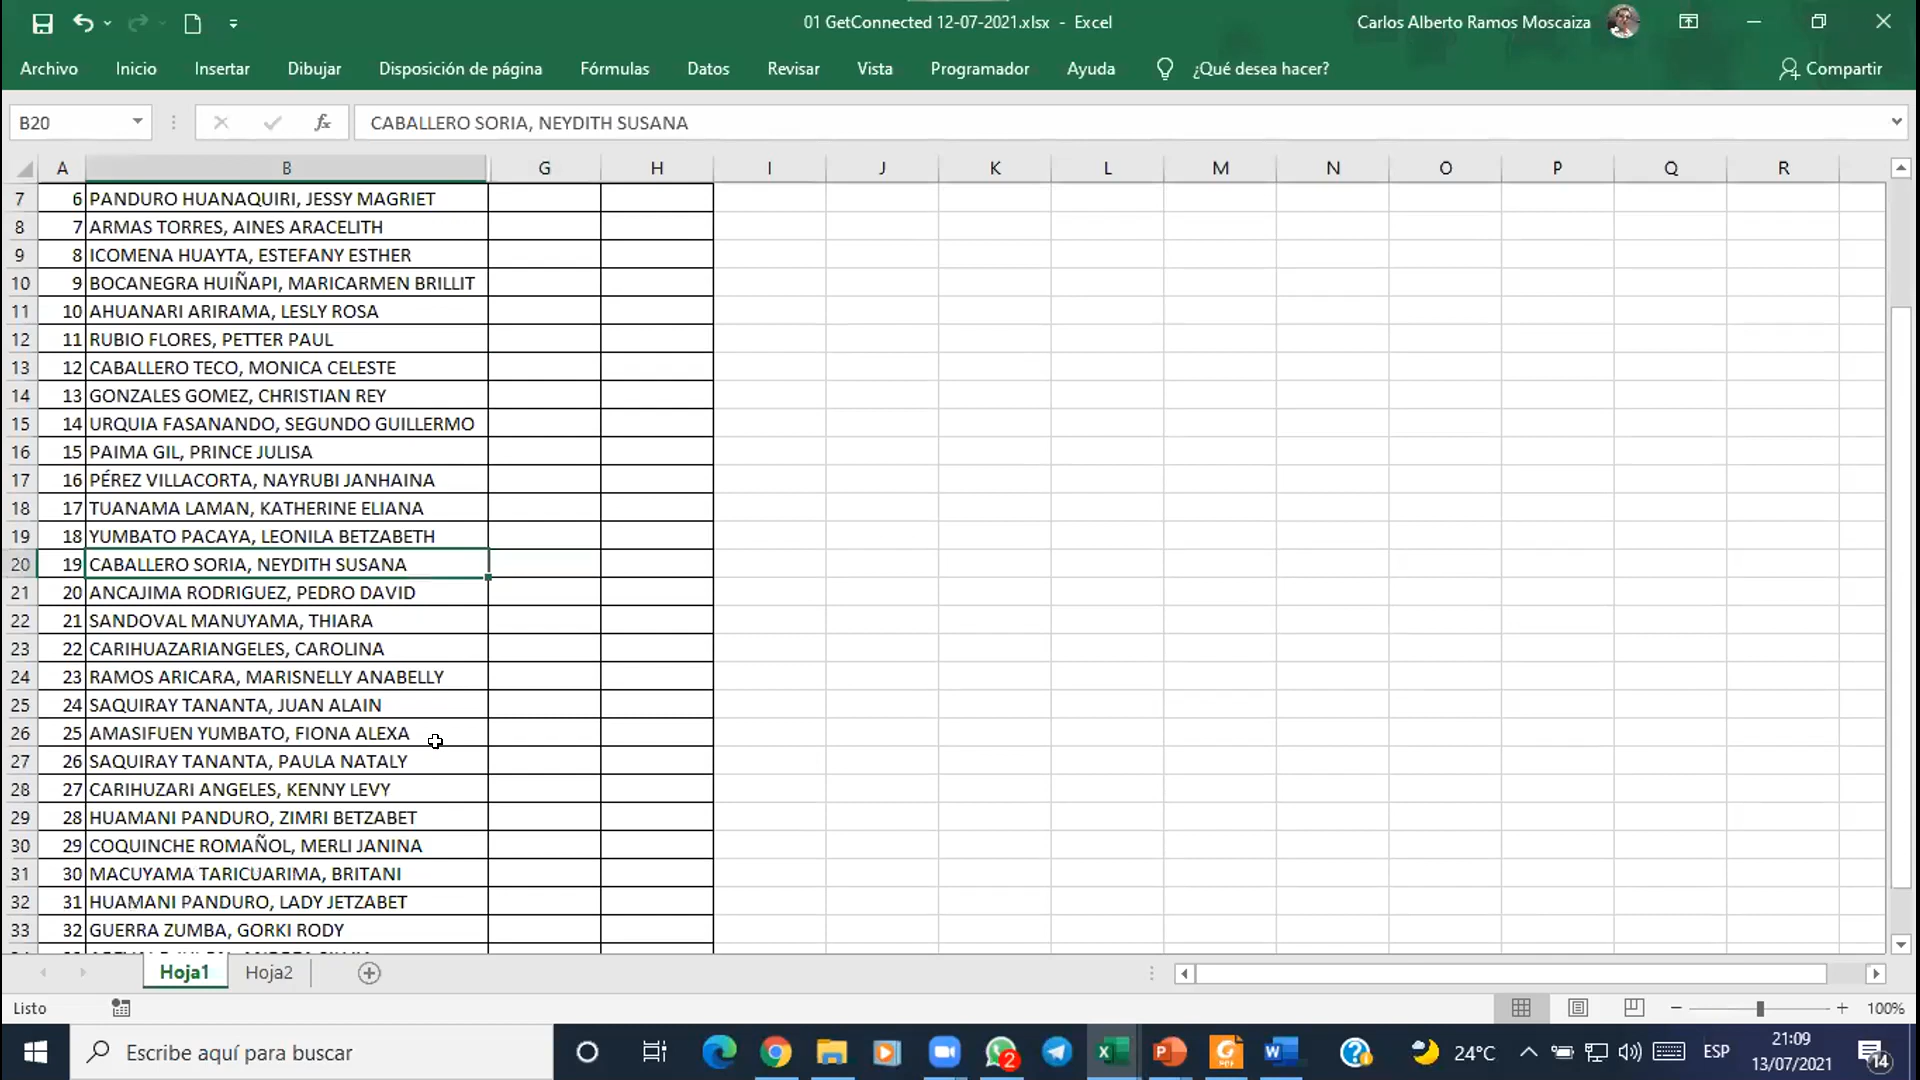 01 GetConnected 12-07-2021.xlsx - Excel
Carlos Alberto Ramos Moscaiza
Archivo Inicio Insertar Dibujar Disposición de página Fórmulas Datos Revisar Vista Programador Ayuda ¿Qué desea hacer? Compartir
B20 fx CABALLERO SORIA, NEYDITH SUSANA
A B G H I J K L M N O P Q R
7 6 PANDURO HUANAQUIRI, JESSY MAGRIET
8 7 ARMAS TORRES, AINES ARACELITH
9 8 ICOMENA HUAYTA, ESTEFANY ESTHER
10 9 BOCANEGRA HUIÑAPI, MARICARMEN BRILLIT
11 10 AHUANARI ARIRAMA, LESLY ROSA
12 11 RUBIO FLORES, PETTER PAUL
13 12 CABALLERO TECO, MONICA CELESTE
14 13 GONZALES GOMEZ, CHRISTIAN REY
15 14 URQUIA FASANANDO, SEGUNDO GUILLERMO
16 15 PAIMA GIL, PRINCE JULISA
17 16 PÉREZ VILLACORTA, NAYRUBI JANHAINA
18 17 TUANAMA LAMAN, KATHERINE ELIANA
19 18 YUMBATO PACAYA, LEONILA BETZABETH
20 19 CABALLERO SORIA, NEYDITH SUSANA
21 20 ANCAJIMA RODRIGUEZ, PEDRO DAVID
22 21 SANDOVAL MANUYAMA, THIARA
23 22 CARIHUAZARIANGELES, CAROLINA
24 23 RAMOS ARICARA, MARISNELLY ANABELLY
25 24 SAQUIRAY TANANTA, JUAN ALAIN
26 25 AMASIFUEN YUMBATO, FIONA ALEXA
27 26 SAQUIRAY TANANTA, PAULA NATALY
28 27 CARIHUZARI ANGELES, KENNY LEVY
29 28 HUAMANI PANDURO, ZIMRI BETZABET
30 29 COQUINCHE ROMAÑOL, MERLI JANINA
31 30 MACUYAMA TARICUARIMA, BRITANI
32 31 HUAMANI PANDURO, LADY JETZABET
33 32 GUERRA ZUMBA, GORKI RODY
Hoja1 Hoja2
Listo
100%
Escribe aquí para buscar
2
24°C
ESP
21:09
13/07/2021
14